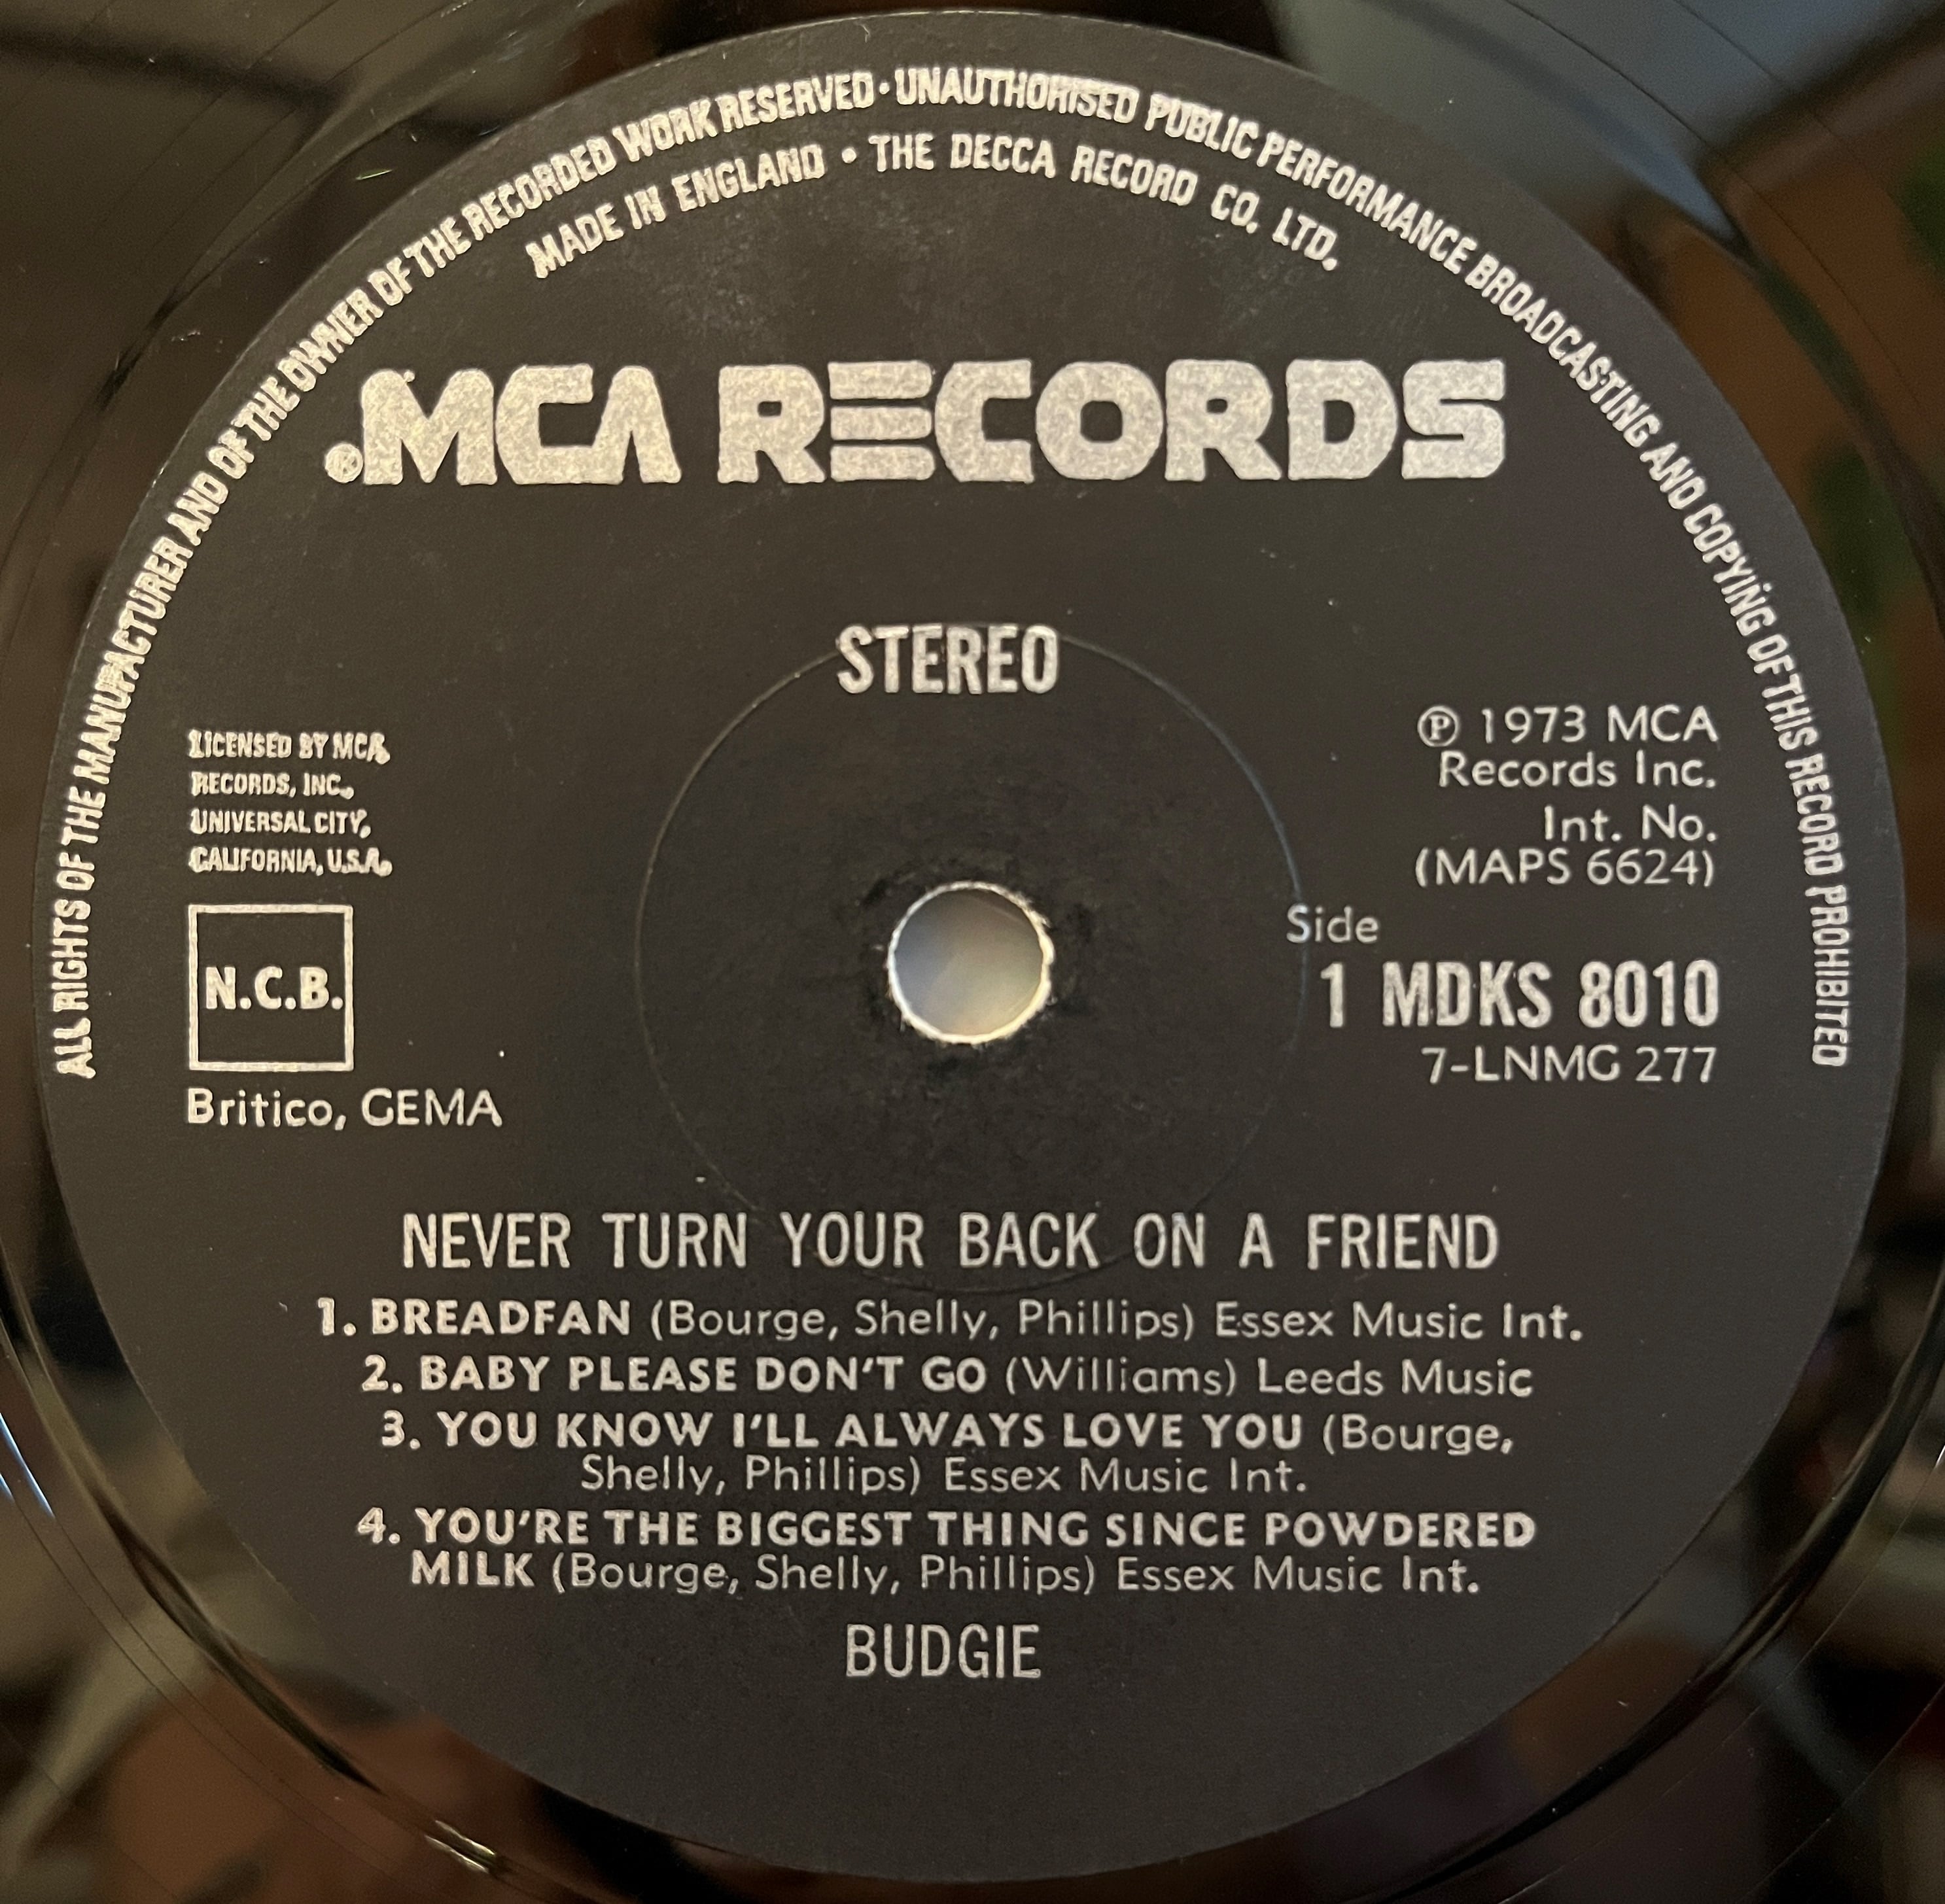 ALL RIGHTS OF THE MANUFACTURER AND OF THE OWNER OF THE RECORDED WORK RESERVED · UNAUTHORISED PUBLIC PERFORMANCE BROADCASTING AND COPYING OF THIS RECORD PROHIBITED
MADE IN ENGLAND • THE DECCA RECORD CO. LTD.
®.MCA RECORDS
STEREO
LICENSED BY MCA
RECORDS, INC.,
UNIVERSAL CITY,
CALIFORNIA, U.S.A.
N.C.B.
Britico, GEMA
℗ 1973 MCA
Records Inc.
Int. No.
(MAPS 6624)
Side
1 MDKS 8010
7-LNMG 277
NEVER TURN YOUR BACK ON A FRIEND
1. BREADFAN (Bourge, Shelly, Phillips) Essex Music Int.
2. BABY PLEASE DON'T GO (Williams) Leeds Music
3. YOU KNOW I'LL ALWAYS LOVE YOU (Bourge,
Shelly, Phillips) Essex Music Int.
4. YOU'RE THE BIGGEST THING SINCE POWDERED
MILK (Bourge, Shelly, Phillips) Essex Music Int.
BUDGIE